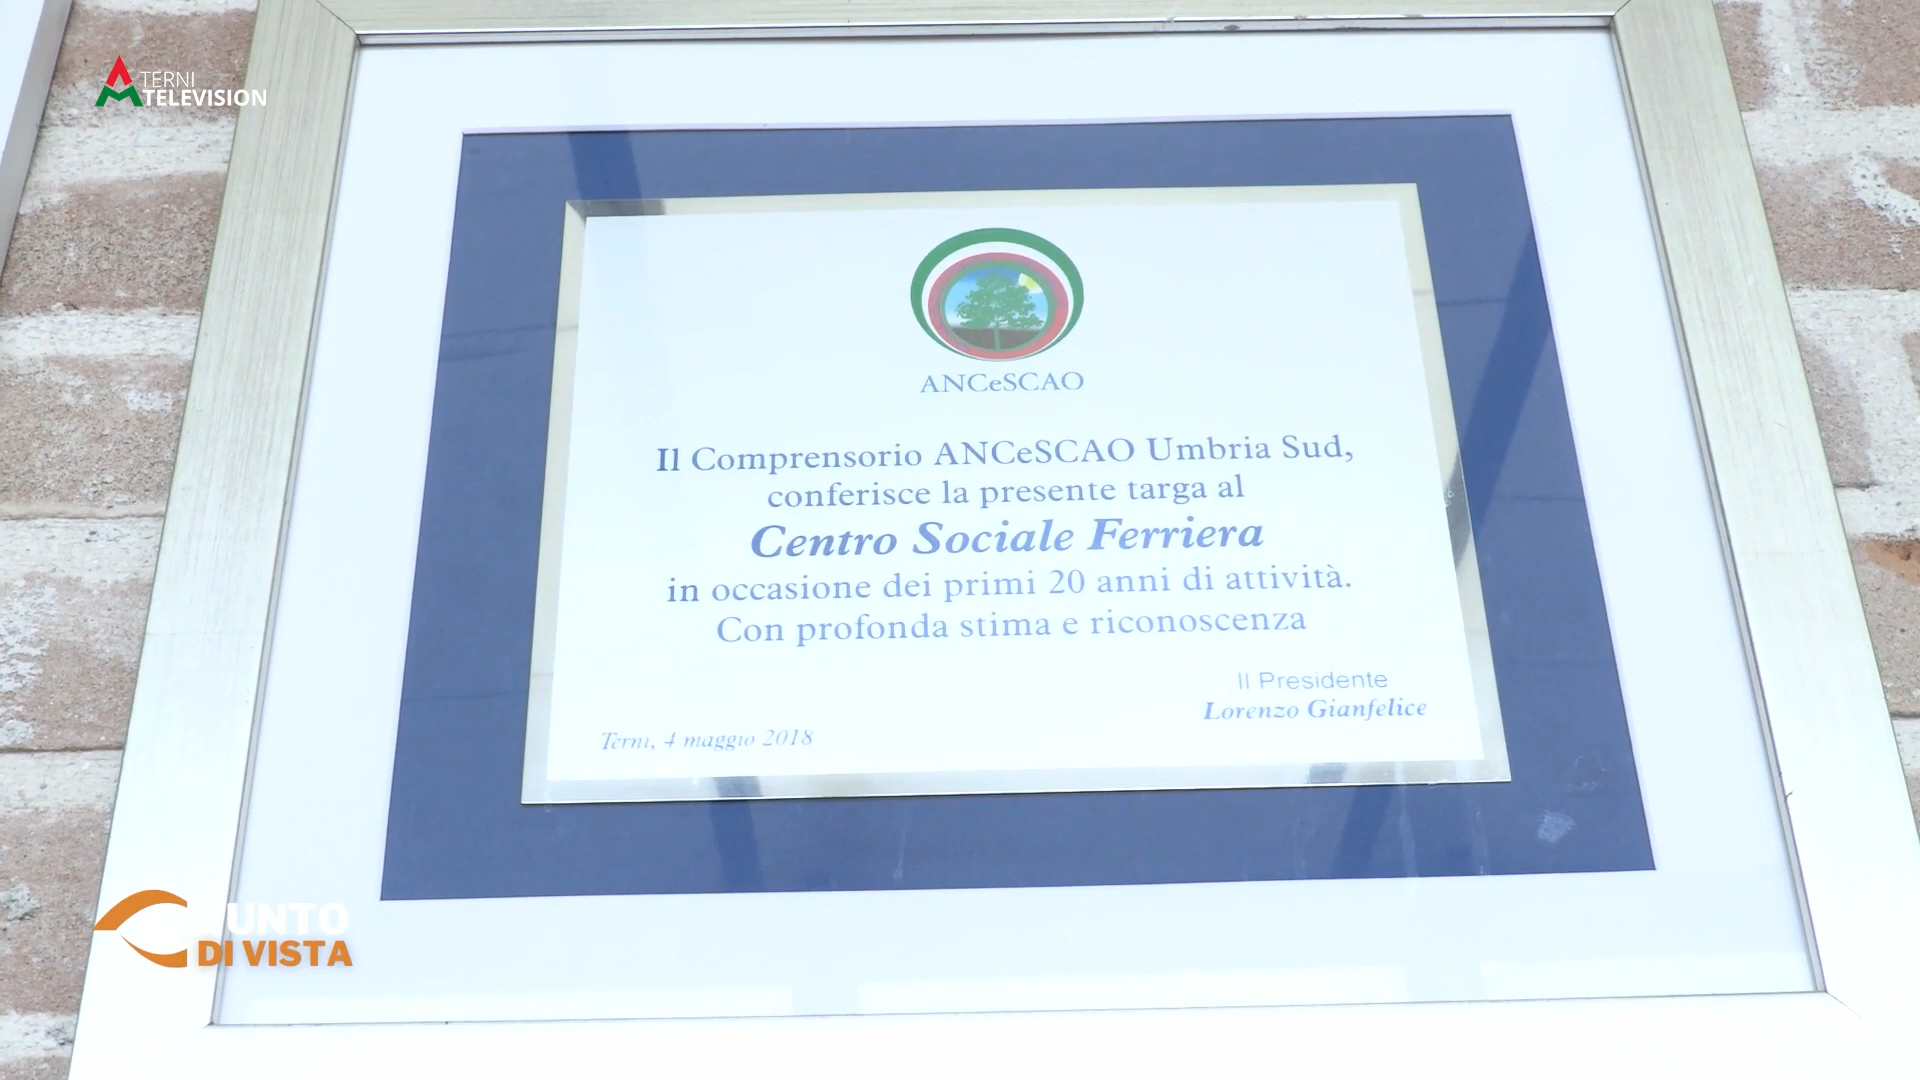 TERNI
TELEVISION
ANCeSCAO
Il Comprensorio ANCeSCAO Umbria Sud,
conferisce la presente targa al
Centro Sociale Ferriera
in occasione dei primi 20 anni di attività.
Con profonda stima e riconoscenza
Il Presidente
Lorenzo Gianfelice
Terni, 4 maggio 2018
PUNTO
DI VISTA